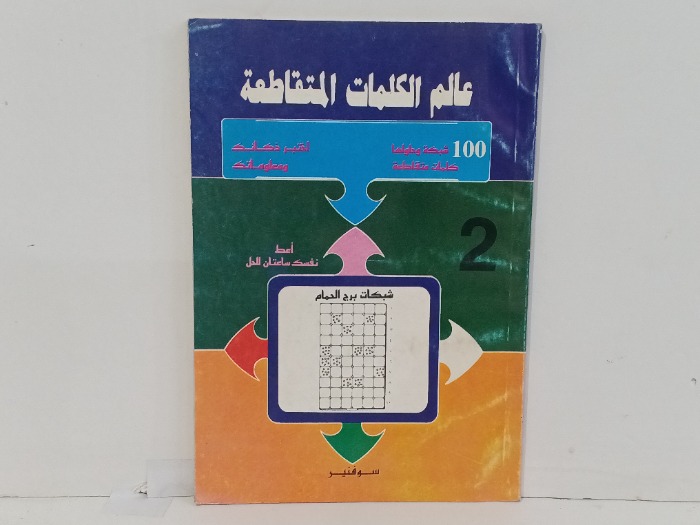 عالم الكلمات المتقاطعة
100 شبكة وحلولها
كلمات متقاطعة
اختبر ذكائك
ومعلوماتك
2
أعط
نفسك ساعتان للحل
شبكات برج الحمام
سوفنير